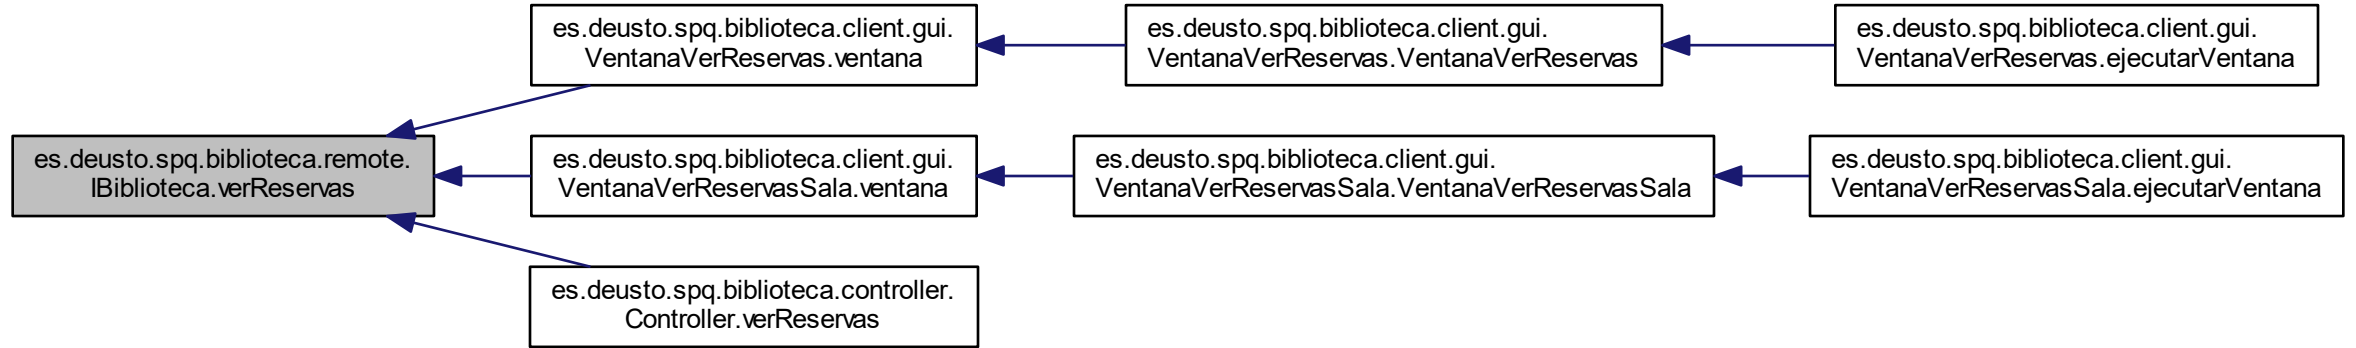 es.deusto.spq.biblioteca.remote.
IBiblioteca.verReservas
es.deusto.spq.biblioteca.client.gui.
VentanaVerReservas.ventana
es.deusto.spq.biblioteca.client.gui.
VentanaVerReservas.VentanaVerReservas
es.deusto.spq.biblioteca.client.gui.
VentanaVerReservas.ejecutarVentana
es.deusto.spq.biblioteca.client.gui.
VentanaVerReservasSala.ventana
es.deusto.spq.biblioteca.client.gui.
VentanaVerReservasSala.VentanaVerReservasSala
es.deusto.spq.biblioteca.client.gui.
VentanaVerReservasSala.ejecutarVentana
es.deusto.spq.biblioteca.controller.
Controller.verReservas